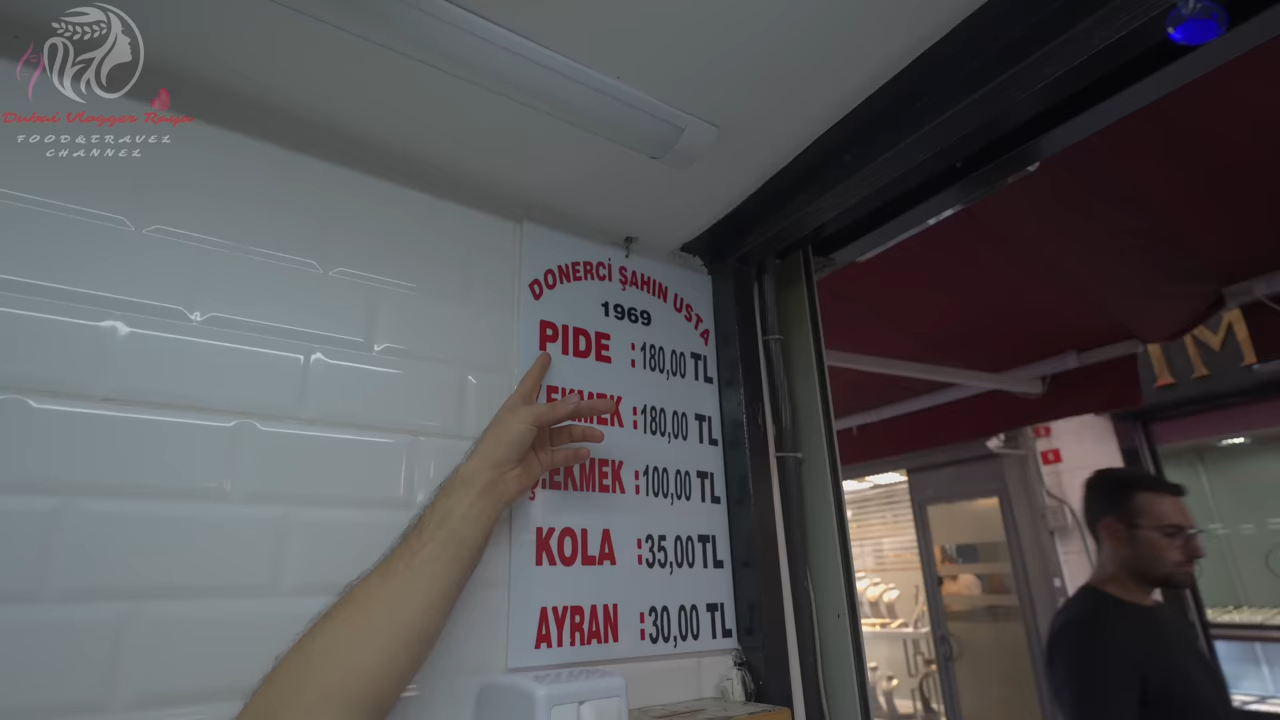 Dubai Vlogger Raya
FOOD&TRAVEL
CHANNEL
DONERCİ ŞAHIN USTA
1969
PIDE :180,00 TL
EKMEK :180,00 TL
Ç.EKMEK :100,00 TL
KOLA :35,00 TL
AYRAN :30,00 TL
IM